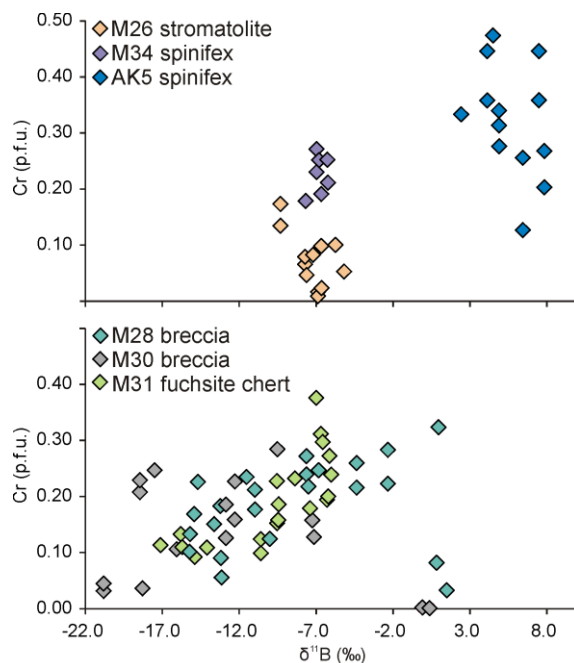 0.50
M26 stromatolite
M34 spinifex
AK5 spinifex
0.40
0.30
Cr (p.f.u.)
0.20
0.10
M28 breccia
M30 breccia
M31 fuchsite chert
0.40
0.30
Cr (p.f.u.)
0.20
0.10
0.00
-22.0 -17.0 -12.0 -7.0 -2.0 3.0 8.0
δ¹¹B (‰)